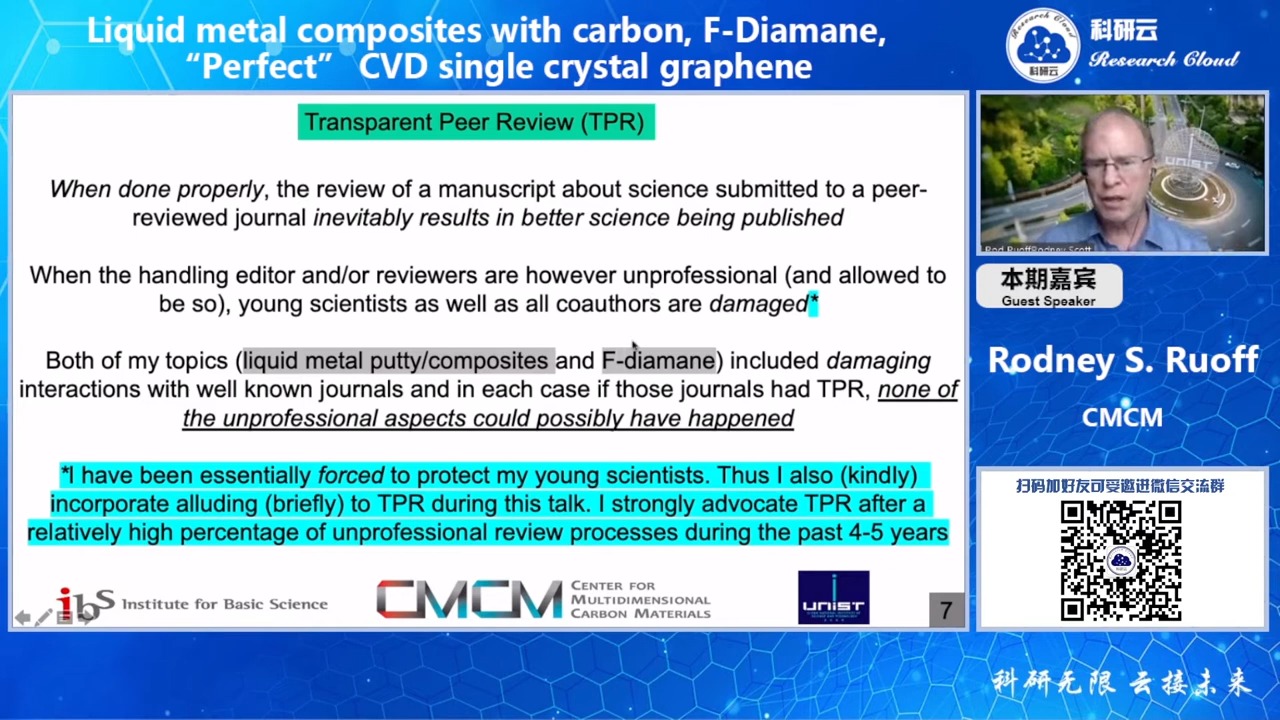 Liquid metal composites with carbon, F-Diamane,
“Perfect” CVD single crystal graphene
Research Cloud
科研云
科研云
Research Cloud
Transparent Peer Review (TPR)
When done properly, the review of a manuscript about science submitted to a peer-
reviewed journal inevitably results in better science being published
When the handling editor and/or reviewers are however unprofessional (and allowed to
be so), young scientists as well as all coauthors are damaged*
Both of my topics (liquid metal putty/composites and F-diamane) included damaging
interactions with well known journals and in each case if those journals had TPR, none of
the unprofessional aspects could possibly have happened
*I have been essentially forced to protect my young scientists. Thus I also (kindly)
incorporate alluding (briefly) to TPR during this talk. I strongly advocate TPR after a
relatively high percentage of unprofessional review processes during the past 4-5 years
ibS Institute for Basic Science
CMCM
CENTER FOR
MULTIDIMENSIONAL
CARBON MATERIALS
UNIST
7
UNIST
Rod RuoffRodney Scott
本期嘉宾
Guest Speaker
Rodney S. Ruoff
CMCM
扫码加好友可受邀进微信交流群
科研无限 云接未来